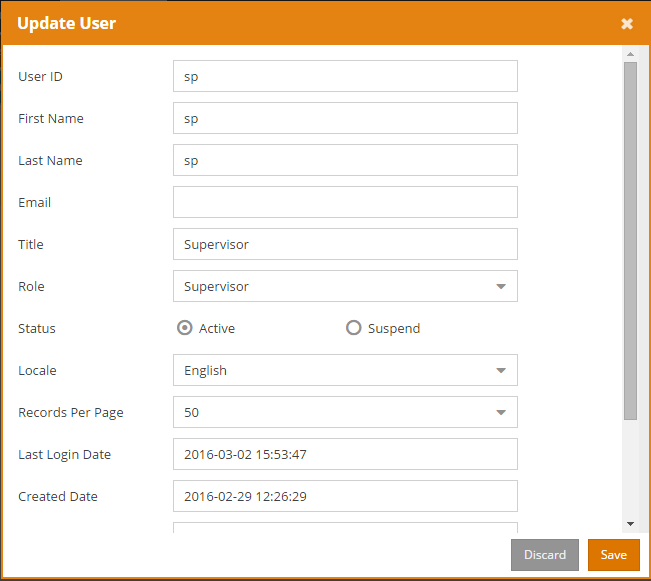 Update User
User ID sp
First Name sp
Last Name sp
Email
Title Supervisor
Role Supervisor
Status Active Suspend
Locale English
Records Per Page 50
Last Login Date 2016-03-02 15:53:47
Created Date 2016-02-29 12:26:29
Discard Save